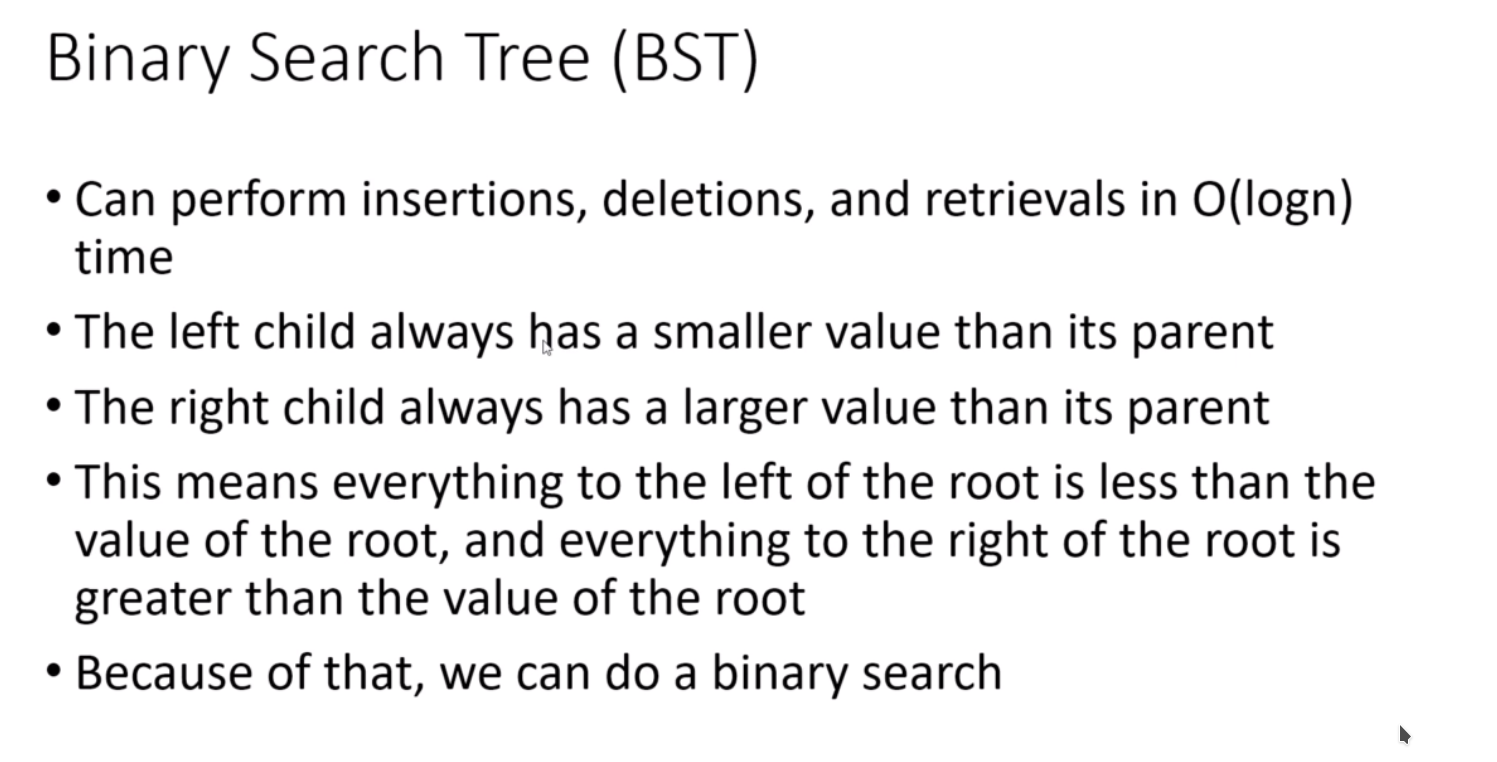 Binary Search Tree (BST)
• Can perform insertions, deletions, and retrievals in O(logn)
time
• The left child always has a smaller value than its parent
• The right child always has a larger value than its parent
• This means everything to the left of the root is less than the
value of the root, and everything to the right of the root is
greater than the value of the root
• Because of that, we can do a binary search